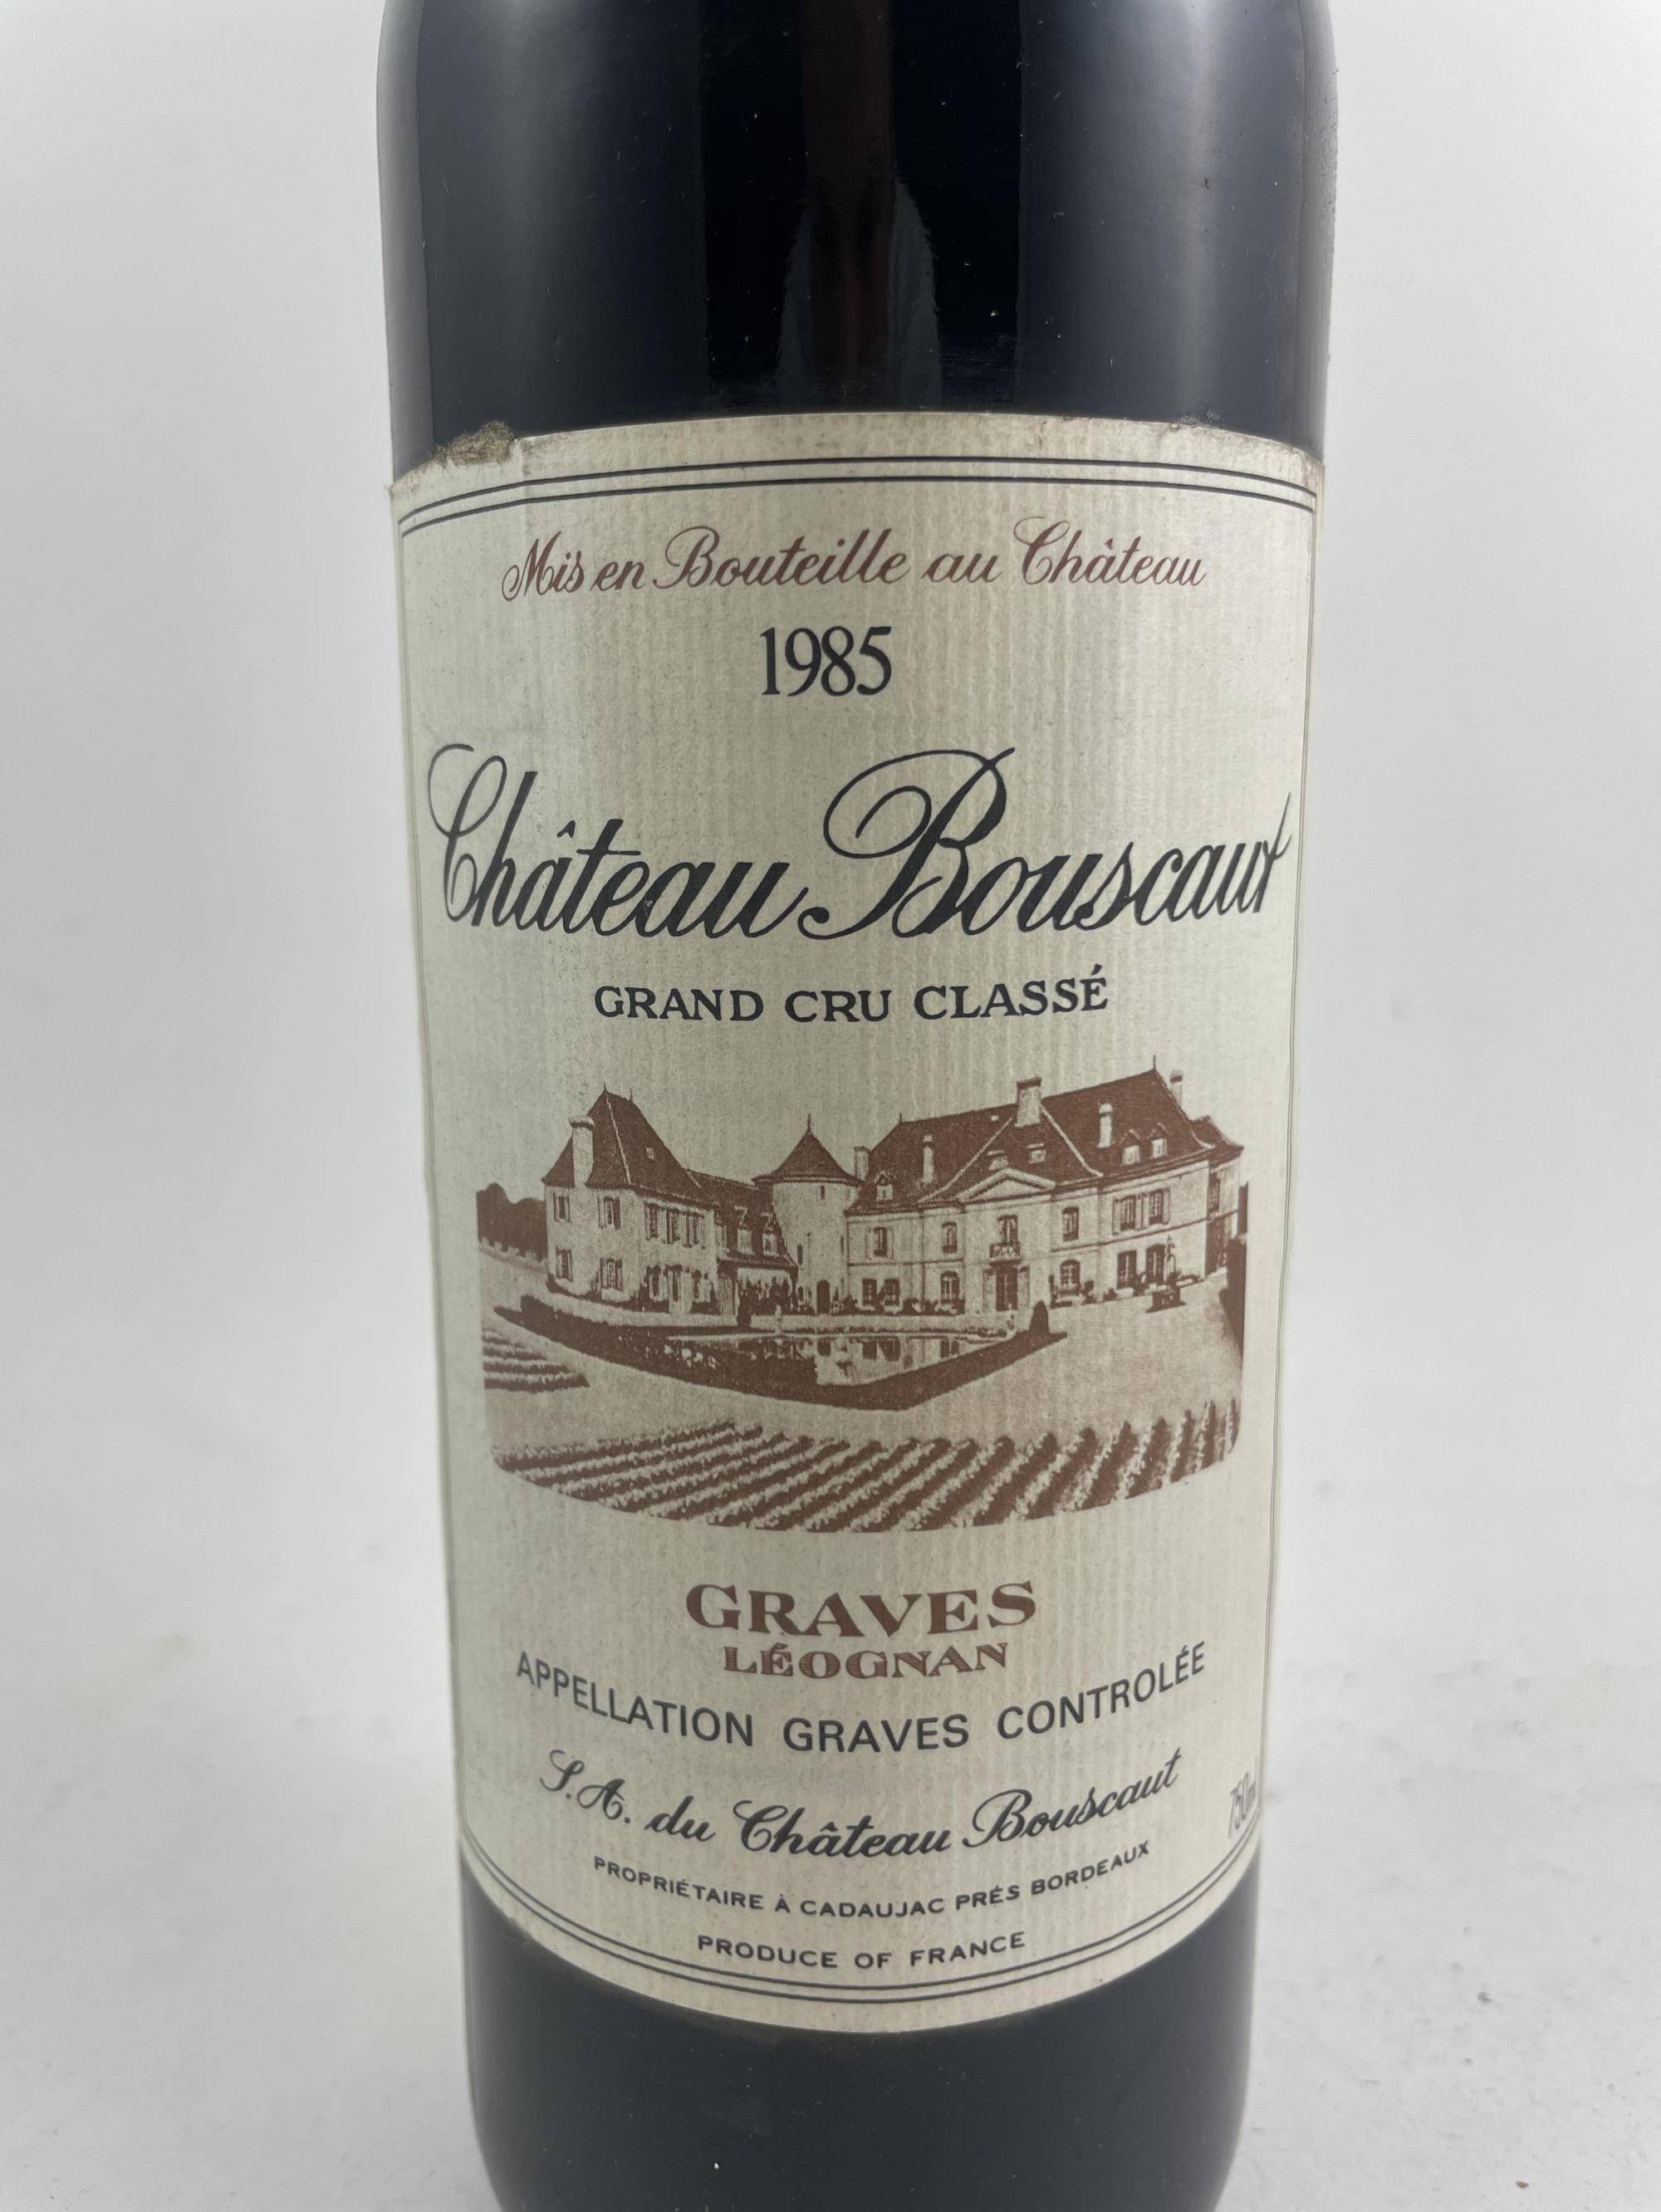 Mis en Bouteille au Château
1985
Château Bouscaut
GRAND CRU CLASSÉ
GRAVES
LÉOGNAN
APPELLATION GRAVES CONTROLÉE
S.A. du Château Bouscaut
750ml
PROPRIÉTAIRE À CADAUJAC PRÉS BORDEAUX
PRODUCE OF FRANCE